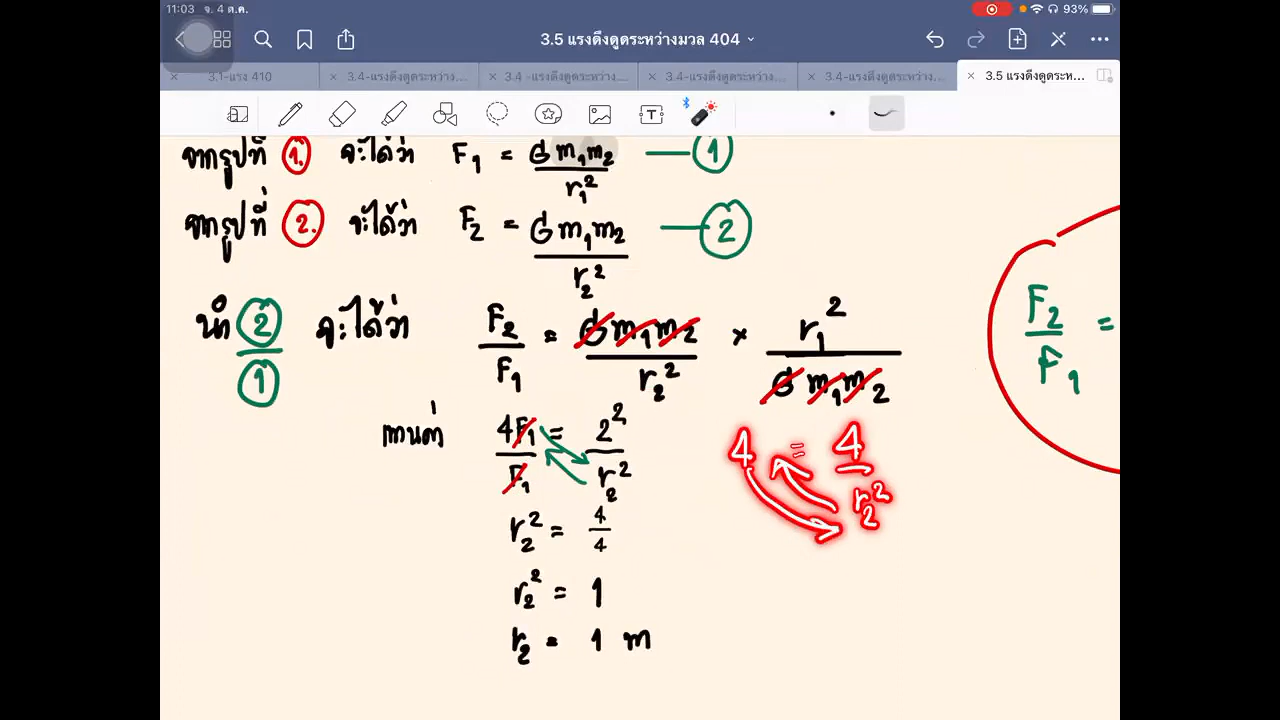 11:03 จ. 4 ต.ค. 93%
3.5 แรงดึงดูดระหว่างมวล 404
3.1-แรง 410 3.4-แรงดึงดูดระหว่าง... 3.4 -แรงดึงดูดระหว่าง... 3.4-แรงดึงดูดระหว่าง... 3.4-แรงดึงดูดระหว่าง... 3.5 แรงดึงดูดระหว่างม...
จากรูปที่ 1. จะได้ว่า F₁ = G m₁m₂ / r₁² — 1
จากรูปที่ 2. จะได้ว่า F₂ = G m₁m₂ / r₂² — 2
นำ 2 / 1 จะได้ว่า F₂ / F₁ = G m₁m₂ / r₂² × r₁² / G m₁m₂
F₂ / F₁ =
แทนค่า 4F₁ / F₁ = 2² / r₂²
4 = 4 / r₂²
r₂² = 4 / 4
r₂² = 1
r₂ = 1 m